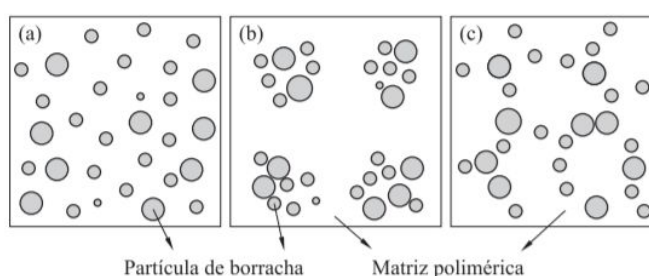 (a)
(b)
(c)
Partícula de borracha
Matriz polimérica